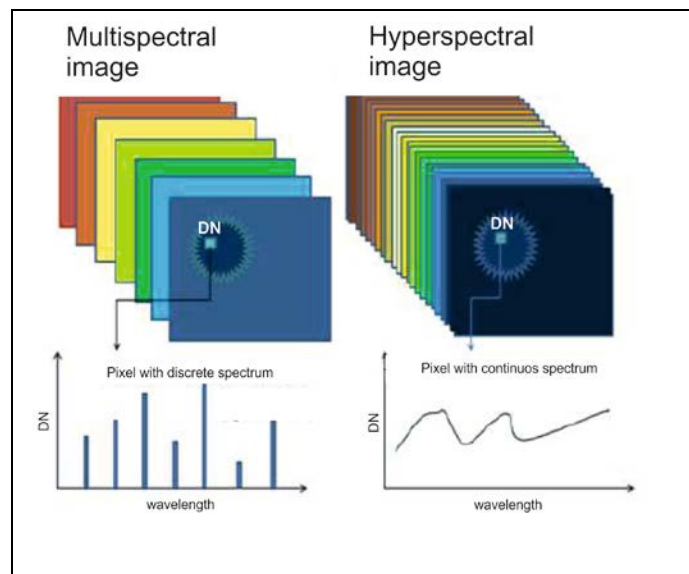 Multispectral
image
DN
Pixel with discrete spectrum
DN
wavelength
Hyperspectral
image
DN
Pixel with continuos spectrum
DN
wavelength